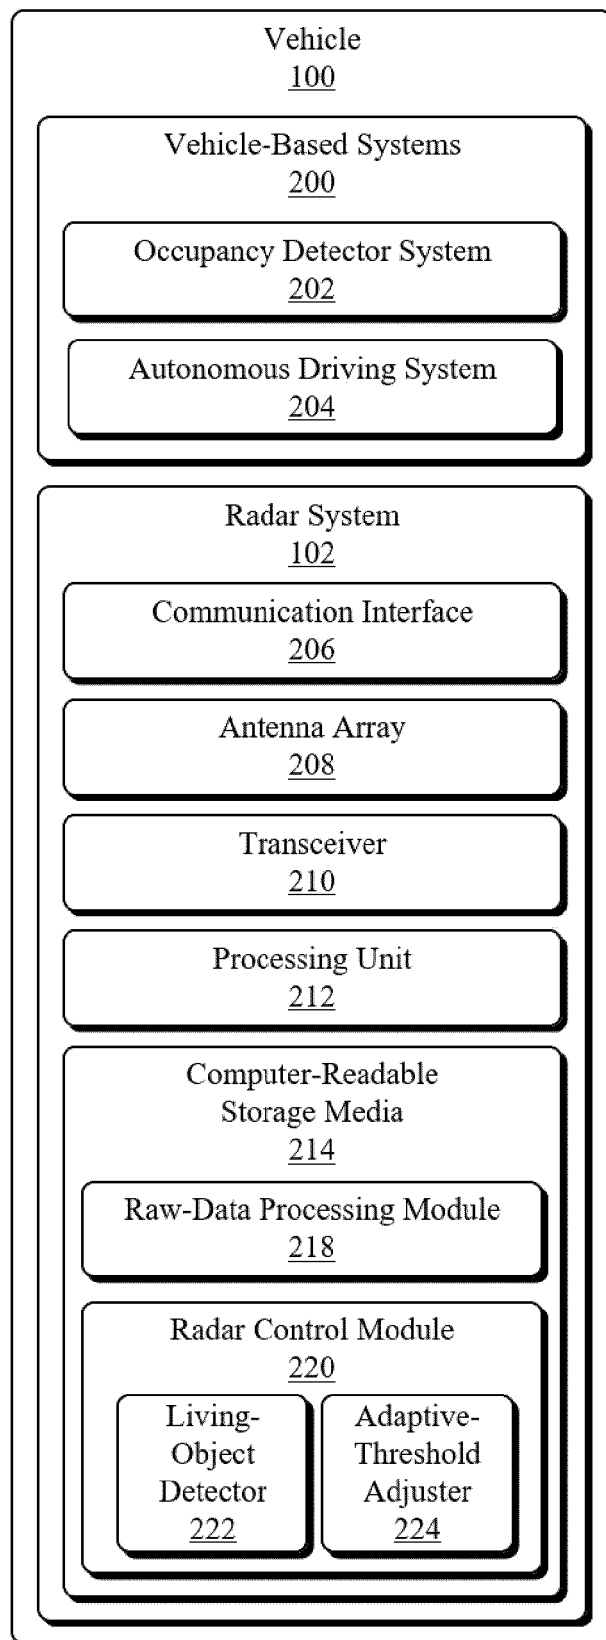 Vehicle
100
Vehicle-Based Systems
200
Occupancy Detector System
202
Autonomous Driving System
204
Radar System
102
Communication Interface
206
Antenna Array
208
Transceiver
210
Processing Unit
212
Computer-Readable
Storage Media
214
Raw-Data Processing Module
218
Radar Control Module
220
Living-
Object
Detector
222
Adaptive-
Threshold
Adjuster
224